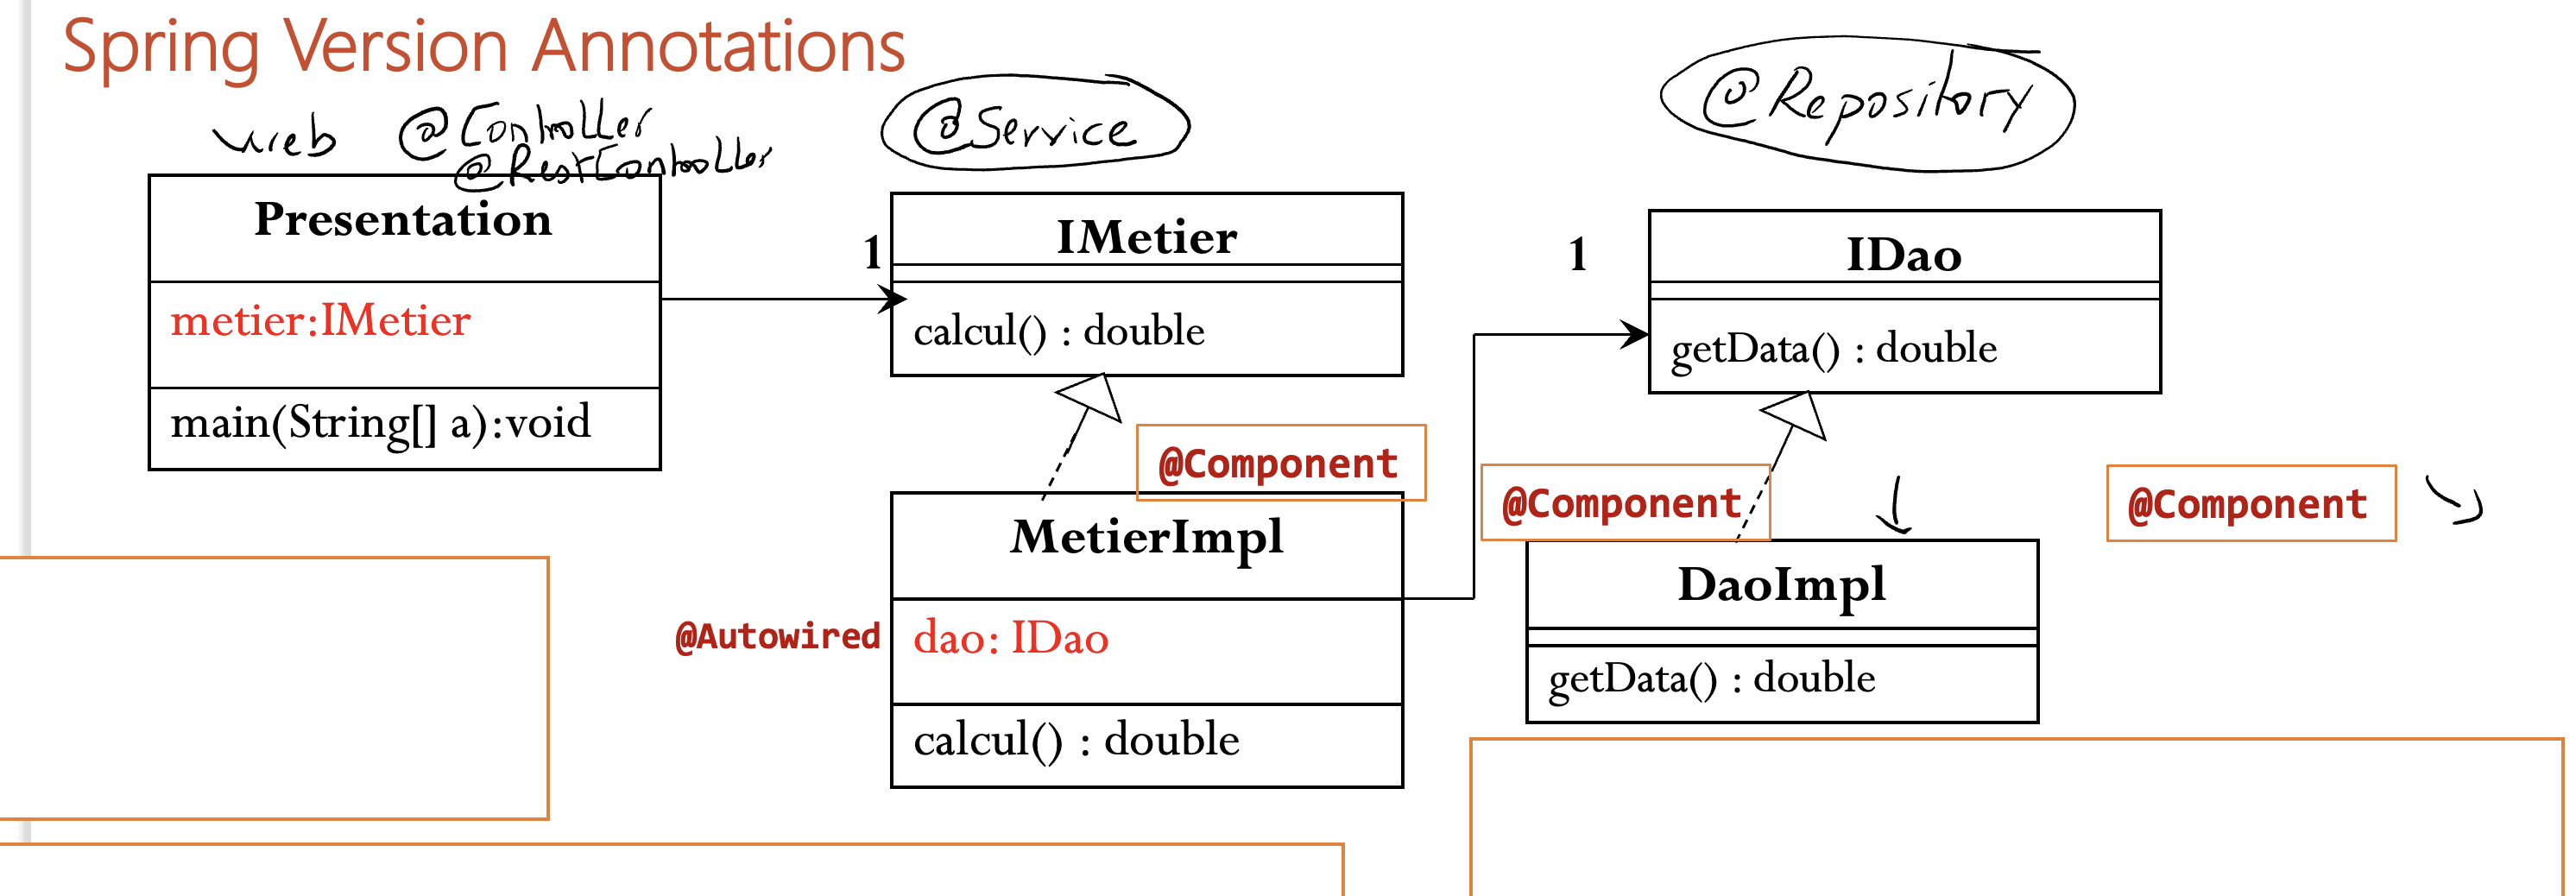 Spring Version Annotations
web @Controller
@RestController
@Service
@Repository
Presentation
metier:IMetier
main(String[] a):void
1
IMetier
calcul() : double
1
IDao
getData() : double
@Component
@Component
@Component
MetierImpl
@Autowired
dao: IDao
calcul() : double
DaoImpl
getData() : double